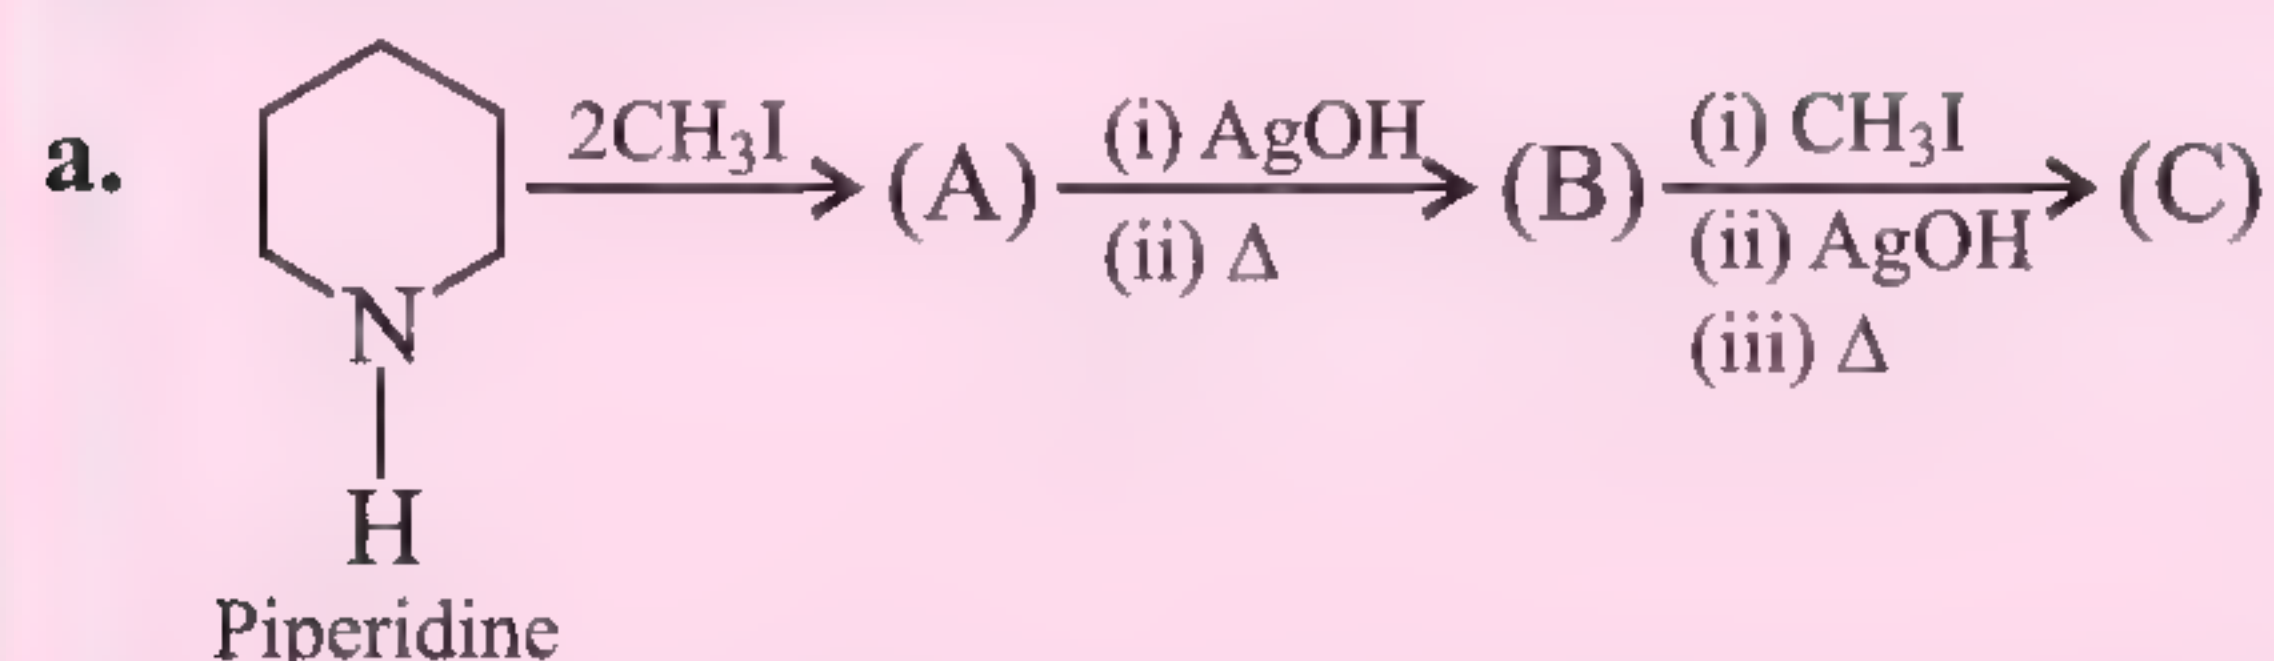 a.
2CH₃I
(A)
(i) AgOH
(ii) Δ
(B)
(i) CH₃I
(ii) AgOH
(iii) Δ
(C)
N
H
Piperidine